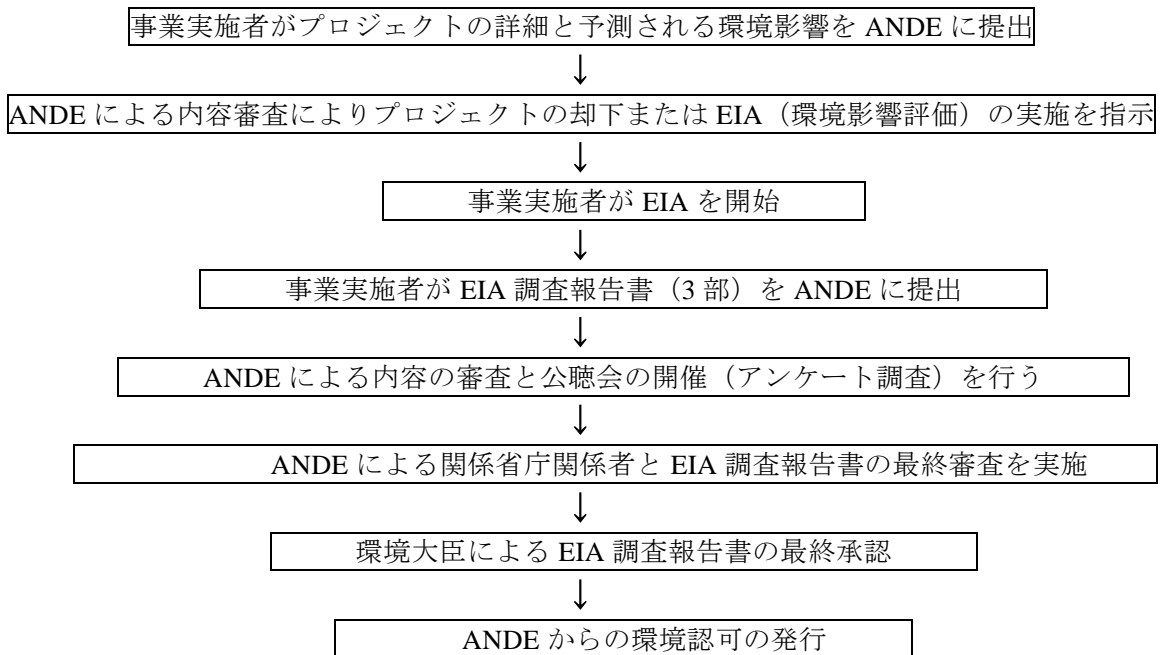 事業実施者がプロジェクトの詳細と予測される環境影響を ANDE に提出
↓
ANDE による内容審査によりプロジェクトの却下または EIA（環境影響評価）の実施を指示
↓
事業実施者が EIA を開始
↓
事業実施者が EIA 調査報告書（3 部）を ANDE に提出
↓
ANDE による内容の審査と公聴会の開催（アンケート調査）を行う
↓
ANDE による関係省庁関係者と EIA 調査報告書の最終審査を実施
↓
環境大臣による EIA 調査報告書の最終承認
↓
ANDE からの環境認可の発行